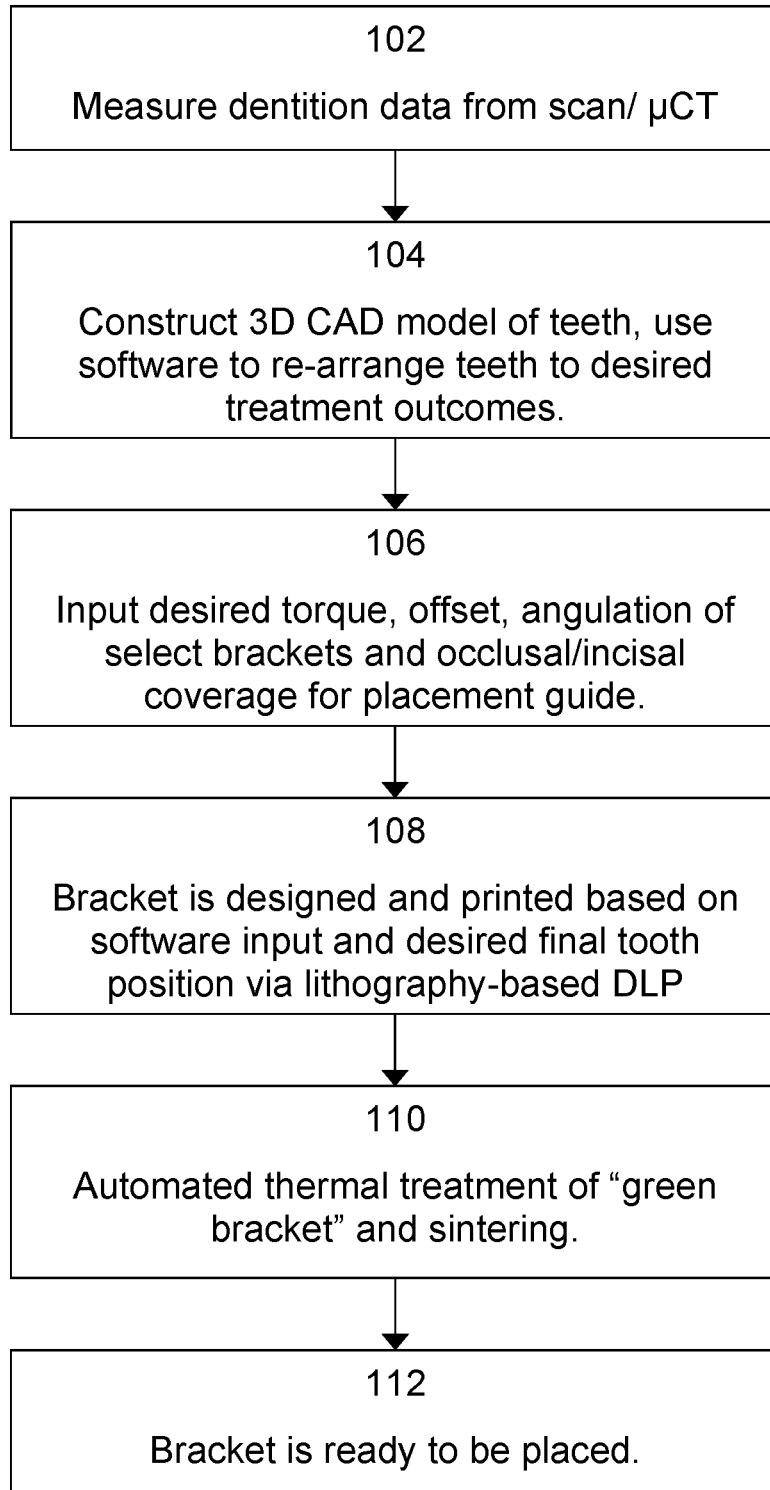 102
Measure dentition data from scan/ µCT
104
Construct 3D CAD model of teeth, use
software to re-arrange teeth to desired
treatment outcomes.
106
Input desired torque, offset, angulation of
select brackets and occlusal/incisal
coverage for placement guide.
108
Bracket is designed and printed based on
software input and desired final tooth
position via lithography-based DLP
110
Automated thermal treatment of “green
bracket” and sintering.
112
Bracket is ready to be placed.